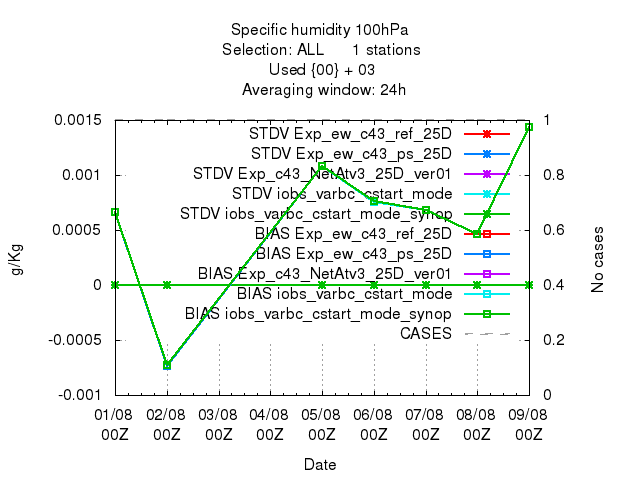 Specific humidity 100hPa
Selection: ALL 1 stations
Used {00} + 03
Averaging window: 24h
g/Kg
0.0015
0.001
0.0005
0
-0.0005
-0.001
STDV Exp_ew_c43_ref_25D
STDV Exp_ew_c43_ps_25D
STDV Exp_c43_NetAtv3_25D_ver01
STDV iobs_varbc_cstart_mode
STDV iobs_varbc_cstart_mode_synop
BIAS Exp_ew_c43_ref_25D
BIAS Exp_ew_c43_ps_25D
BIAS Exp_c43_NetAtv3_25D_ver01
BIAS iobs_varbc_cstart_mode
BIAS iobs_varbc_cstart_mode_synop
CASES
1
0.8
0.6
0.4
0.2
0
No cases
01/08 02/08 03/08 04/08 05/08 06/08 07/08 08/08 09/08
00Z 00Z 00Z 00Z 00Z 00Z 00Z 00Z 00Z
Date